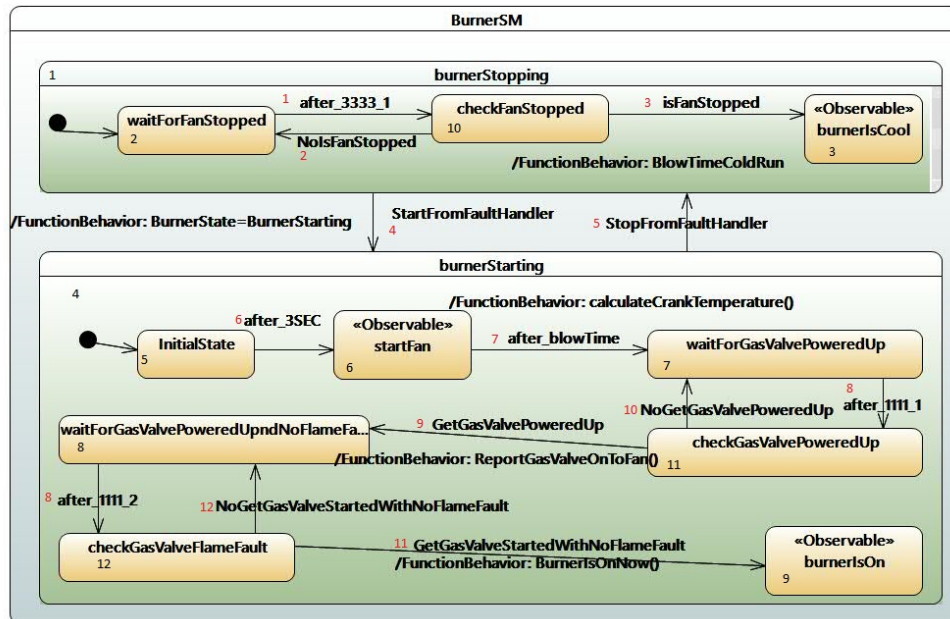 BurnerSM
1
burnerStopping
waitForFanStopped
2
1 after_3333_1
checkFanStopped
10
3 isFanStopped
«Observable»
burnerIsCool
3
NoIsFanStopped
2
/FunctionBehavior: BlowTimeColdRun
/FunctionBehavior: BurnerState=BurnerStarting
StartFromFaultHandler
4
5 StopFromFaultHandler
burnerStarting
4
/FunctionBehavior: calculateCrankTemperature()
InitialState
5
6 after_3SEC
«Observable»
startFan
6
7 after_blowTime
waitForGasValvePoweredUp
7
8
after_1111_1
10 NoGetGasValvePoweredUp
waitForGasValvePoweredUpndNoFlameFa...
8
9 GetGasValvePoweredUp
checkGasValvePoweredUp
11
/FunctionBehavior: ReportGasValveOnToFan()
8 after_1111_2
12 NoGetGasValveStartedWithNoFlameFault
checkGasValveFlameFault
12
11 GetGasValveStartedWithNoFlameFault
/FunctionBehavior: BurnerIsOnNow()
«Observable»
burnerIsOn
9